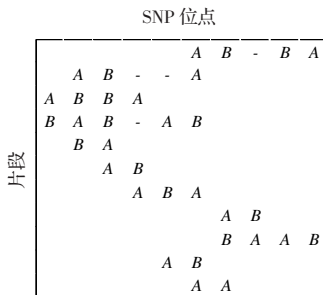 SNP 位点
片段
A B - B A
A B - - A
A B B A
B A B - A B
B A
A B
A B A
A B
B A A B
A B
A A